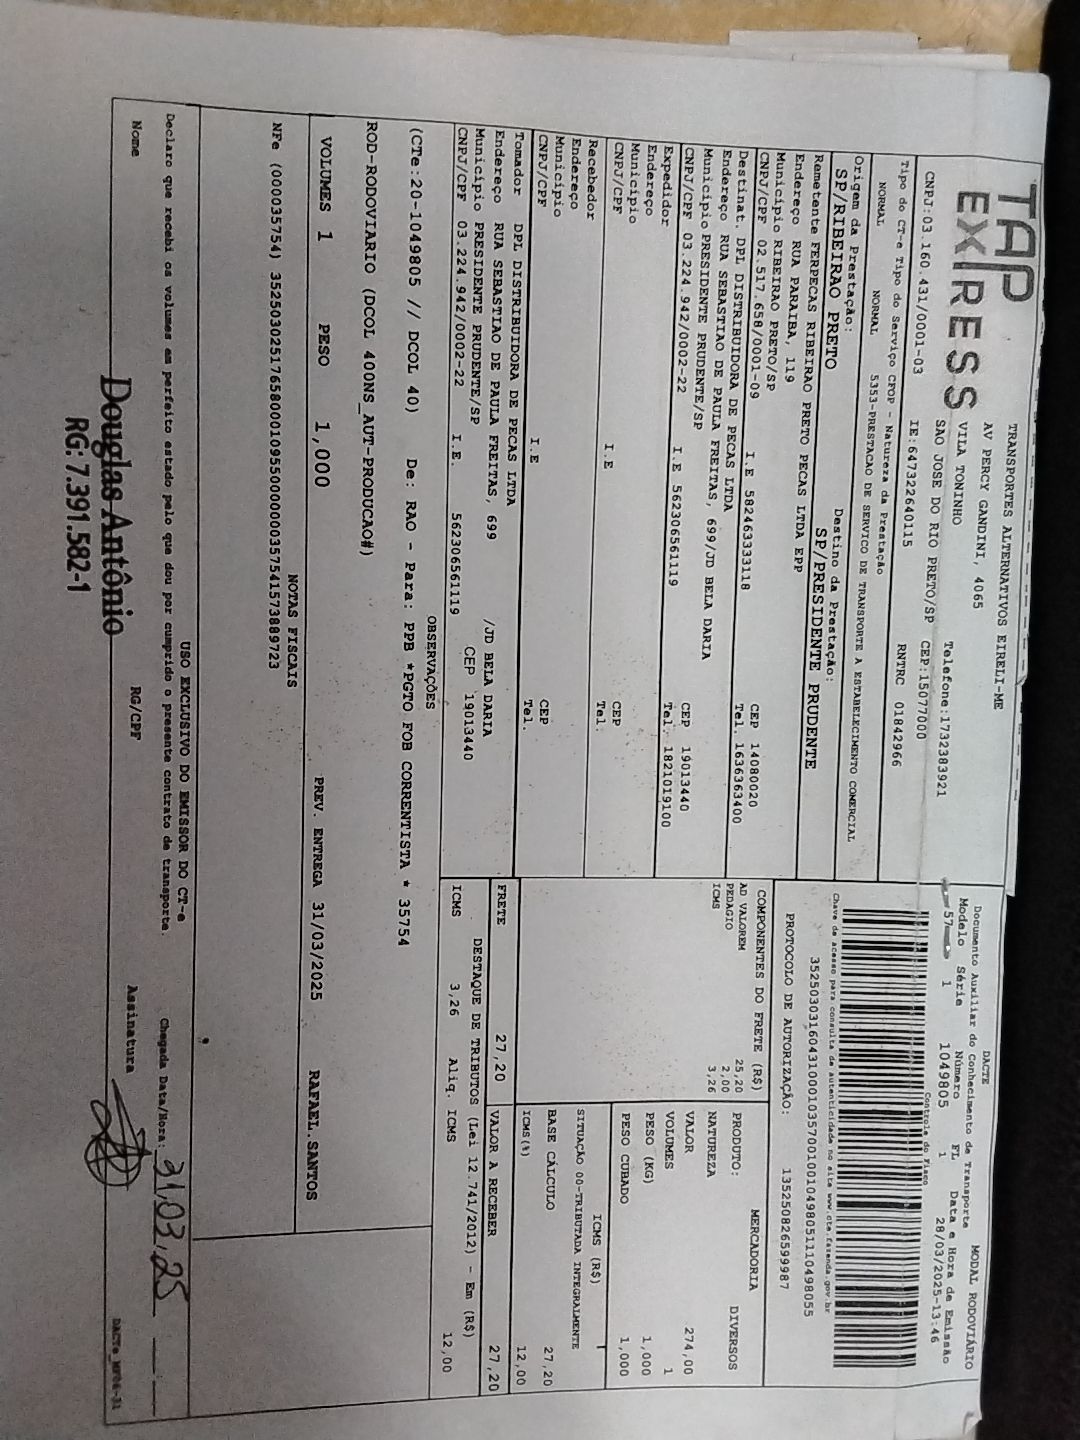 TAP
EXPRESS
TRANSPORTES ALTERNATIVOS EIRELI-ME
AV PERCY GANDINI, 4065
VILA TONINHO
SAO JOSE DO RIO PRETO/SP
Telefone:1732383921
CEP:15077000
CNPJ:03.160.431/0001-03
IE:647322640115
RNTRC 01842966
Tipo do CT-e Tipo do Serviço CFOP - Natureza da Prestação
NORMAL NORMAL 5353-PRESTACAO DE SERVICO DE TRANSPORTE A ESTABELECIMENTO COMERCIAL
Origem da Prestação: Destino da Prestação:
SP/RIBEIRAO PRETO SP/PRESIDENTE PRUDENTE
Remetente FERPECAS RIBEIRAO PRETO PECAS LTDA EPP
Endereço RUA PARAIBA, 119
Município RIBEIRAO PRETO/SP CEP 14080020
CNPJ/CPF 02.517.658/0001-09 I.E 582463333118 Tel. 1636363400
Destinat. DPL DISTRIBUIDORA DE PECAS LTDA
Endereço RUA SEBASTIAO DE PAULA FREITAS, 699/JD BELA DARIA
Município PRESIDENTE PRUDENTE/SP CEP 19013440
CNPJ/CPF 03.224.942/0002-22 I.E 562306561119 Tel. 1821019100
Expedidor
Endereço
Município CEP
CNPJ/CPF I.E Tel.
Recebedor
Endereço
Município CEP
CNPJ/CPF I.E Tel.
Tomador DPL DISTRIBUIDORA DE PECAS LTDA
Endereço RUA SEBASTIAO DE PAULA FREITAS, 699 /JD BELA DARIA
Município PRESIDENTE PRUDENTE/SP CEP 19013440
CNPJ/CPF 03.224.942/0002-22 I.E. 562306561119
DACTE MODAL RODOVIÁRIO
Documento Auxiliar do Conhecimento de Transporte
Modelo Série Número FL Data e Hora de Emissão
57 1 1049805 1 28/03/2025-13:46
Controle do Fisco
Chave de acesso para consulta de autenticidade no site www.cte.fazenda.gov.br
35250303160431000103570010010498051110498055
PROTOCOLO DE AUTORIZAÇÃO: 135250826599987
COMPONENTES DO FRETE (R$)
AD VALOREM 25,20
PEDAGIO 2,00
ICMS 3,26
MERCADORIA
PRODUTO: DIVERSOS
NATUREZA
VALOR 274,00
VOLUMES 1
PESO (KG) 1,000
PESO CUBADO 1,000
ICMS (R$)
SITUAÇÃO 00-TRIBUTADA INTEGRALMENTE
BASE CÁLCULO 27,20
ICMS(%) 12,00
FRETE 27,20 VALOR A RECEBER 27,20
DESTAQUE DE TRIBUTOS (Lei 12.741/2012) - Em (R$)
ICMS 3,26 Aliq. ICMS 12,00
OBSERVAÇÕES
(CTe:20-1049805 // DCOL 40) De: RAO - Para: PPB *PGTO FOB CORRENTISTA * 35754
ROD-RODOVIARIO (DCOL 400NS_AUT-PRODUCAO#)
VOLUMES 1 PESO 1,000 PREV. ENTREGA 31/03/2025 RAFAEL.SANTOS
NOTAS FISCAIS
NFe (000035754) 35250302517658000109550000000357541573889723
USO EXCLUSIVO DO EMISSOR DO CT-e
Declaro que recebi os volumes em perfeito estado pelo que dou por cumprido o presente contrato de transporte. Chegada Data/Hora: 31,03,25
Nome RG/CPF Assinatura
Douglas Antônio
RG: 7.391.582-1